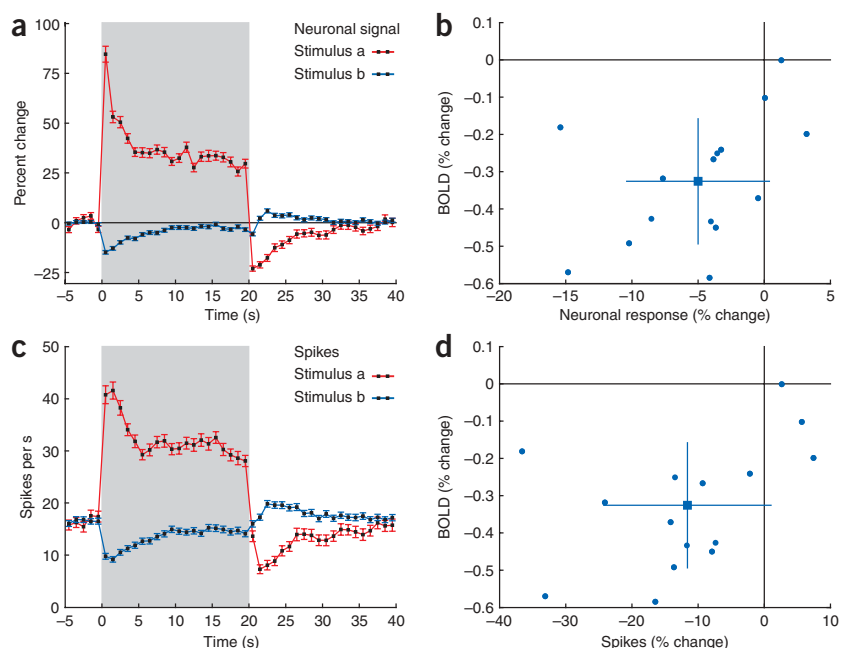 a
Neuronal signal
Stimulus a
Stimulus b
Percent change
100
75
50
25
0
−25
−5 0 5 10 15 20 25 30 35 40
Time (s)
b
BOLD (% change)
0.1
0
−0.1
−0.2
−0.3
−0.4
−0.5
−0.6
−20 −15 −10 −5 0 5
Neuronal response (% change)
c
Spikes
Stimulus a
Stimulus b
Spikes per s
50
40
30
20
10
0
−5 0 5 10 15 20 25 30 35 40
Time (s)
d
BOLD (% change)
0.1
0
−0.1
−0.2
−0.3
−0.4
−0.5
−0.6
−40 −30 −20 −10 0 10
Spikes (% change)